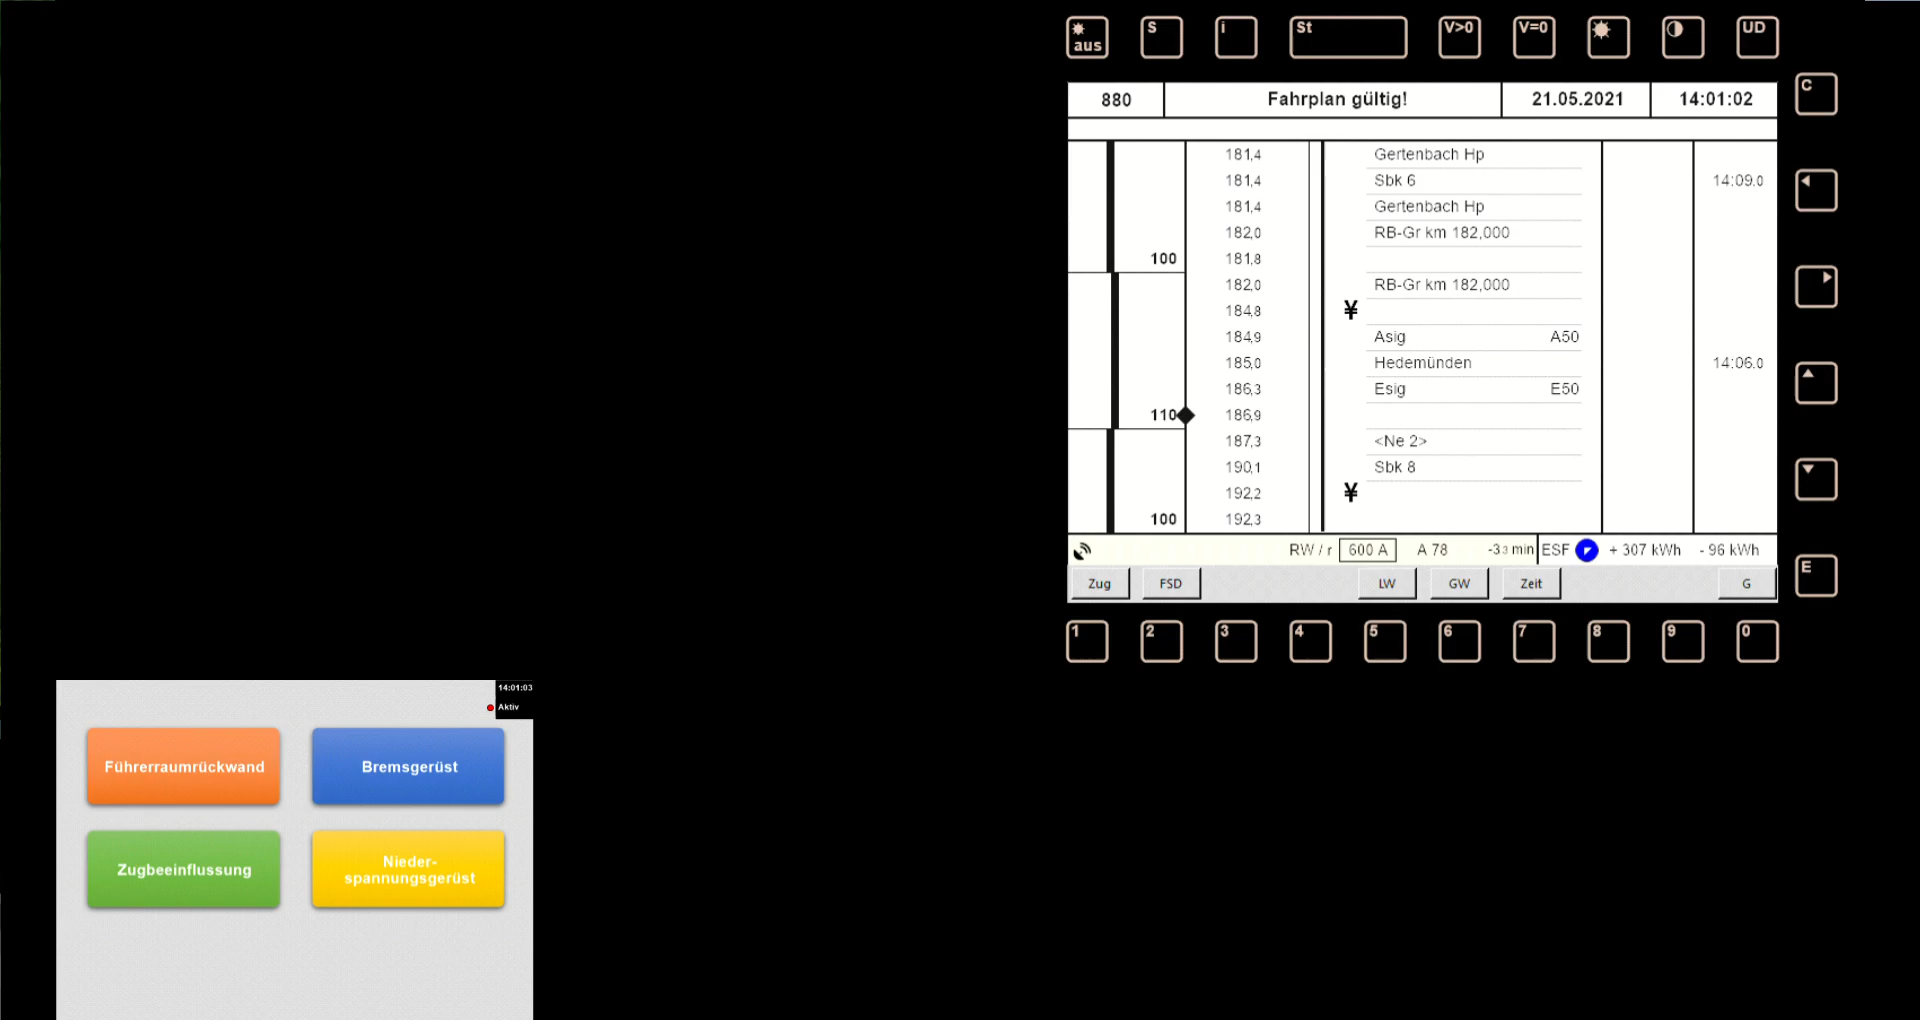 aus
S
i
St
V>0
V=0
UD
C
880 Fahrplan gültig! 21.05.2021 14:01:02
181,4 Gertenbach Hp
181,4 Sbk 6 14:09.0
181,4 Gertenbach Hp
182,0 RB-Gr km 182,000
100 181,8
182,0 RB-Gr km 182,000
184,8 ¥
184,9 Asig A50
185,0 Hedemünden 14:06.0
186,3 Esig E50
110 186,9
187,3 <Ne 2>
190,1 Sbk 8
192,2 ¥
100 192,3
RW / r 600 A A 78 -33 min ESF + 307 kWh - 96 kWh
E
Zug FSD LW GW Zeit G
1 2 3 4 5 6 7 8 9 0
14:01:03
Aktiv
Führerraumrückwand
Bremsgerüst
Zugbeeinflussung
Nieder-
spannungsgerüst